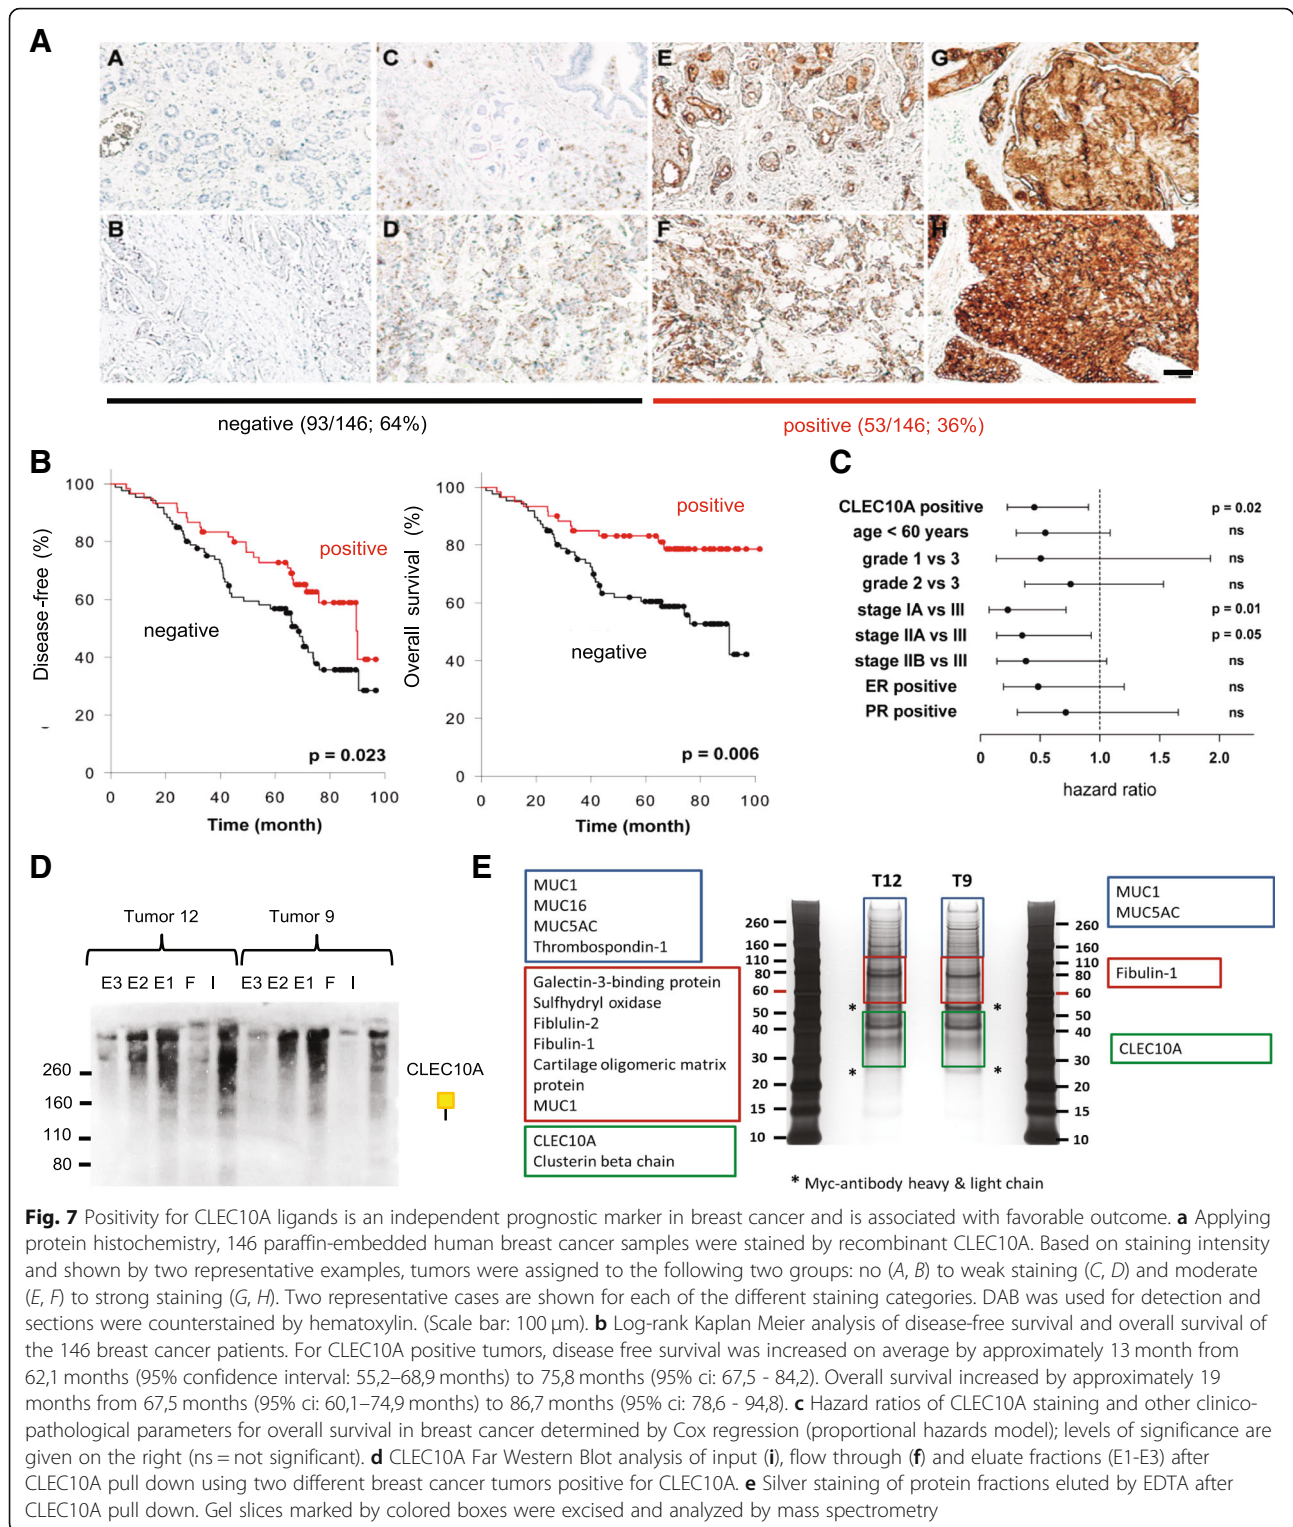 A
A
C
E
G
B
D
F
H
negative (93/146; 64%)
positive (53/146; 36%)
B
Disease-free (%)
100
80
60
40
20
0
positive
negative
p = 0.023
0 20 40 60 80 100
Time (month)
Overall survival (%)
100
80
60
40
20
0
positive
negative
p = 0.006
0 20 40 60 80 100
Time (month)
C
CLEC10A positive p = 0.02
age < 60 years ns
grade 1 vs 3 ns
grade 2 vs 3 ns
stage IA vs III p = 0.01
stage IIA vs III p = 0.05
stage IIB vs III ns
ER positive ns
PR positive ns
0 0.5 1.0 1.5 2.0
hazard ratio
D
Tumor 12 Tumor 9
E3 E2 E1 F I E3 E2 E1 F I
260
160
110
80
CLEC10A
E
MUC1
MUC16
MUC5AC
Thrombospondin-1
Galectin-3-binding protein
Sulfhydryl oxidase
Fiblulin-2
Fibulin-1
Cartilage oligomeric matrix
protein
MUC1
CLEC10A
Clusterin beta chain
T12 T9
260
160
110
80
60
50
40
30
20
15
10
*
*
*
*
260
160
110
80
60
50
40
30
20
15
10
MUC1
MUC5AC
Fibulin-1
CLEC10A
* Myc-antibody heavy & light chain
Fig. 7 Positivity for CLEC10A ligands is an independent prognostic marker in breast cancer and is associated with favorable outcome. a Applying
protein histochemistry, 146 paraffin-embedded human breast cancer samples were stained by recombinant CLEC10A. Based on staining intensity
and shown by two representative examples, tumors were assigned to the following two groups: no (A, B) to weak staining (C, D) and moderate
(E, F) to strong staining (G, H). Two representative cases are shown for each of the different staining categories. DAB was used for detection and
sections were counterstained by hematoxylin. (Scale bar: 100 μm). b Log-rank Kaplan Meier analysis of disease-free survival and overall survival of
the 146 breast cancer patients. For CLEC10A positive tumors, disease free survival was increased on average by approximately 13 month from
62,1 months (95% confidence interval: 55,2–68,9 months) to 75,8 months (95% ci: 67,5 - 84,2). Overall survival increased by approximately 19
months from 67,5 months (95% ci: 60,1–74,9 months) to 86,7 months (95% ci: 78,6 - 94,8). c Hazard ratios of CLEC10A staining and other clinico-
pathological parameters for overall survival in breast cancer determined by Cox regression (proportional hazards model); levels of significance are
given on the right (ns = not significant). d CLEC10A Far Western Blot analysis of input (i), flow through (f) and eluate fractions (E1-E3) after
CLEC10A pull down using two different breast cancer tumors positive for CLEC10A. e Silver staining of protein fractions eluted by EDTA after
CLEC10A pull down. Gel slices marked by colored boxes were excised and analyzed by mass spectrometry